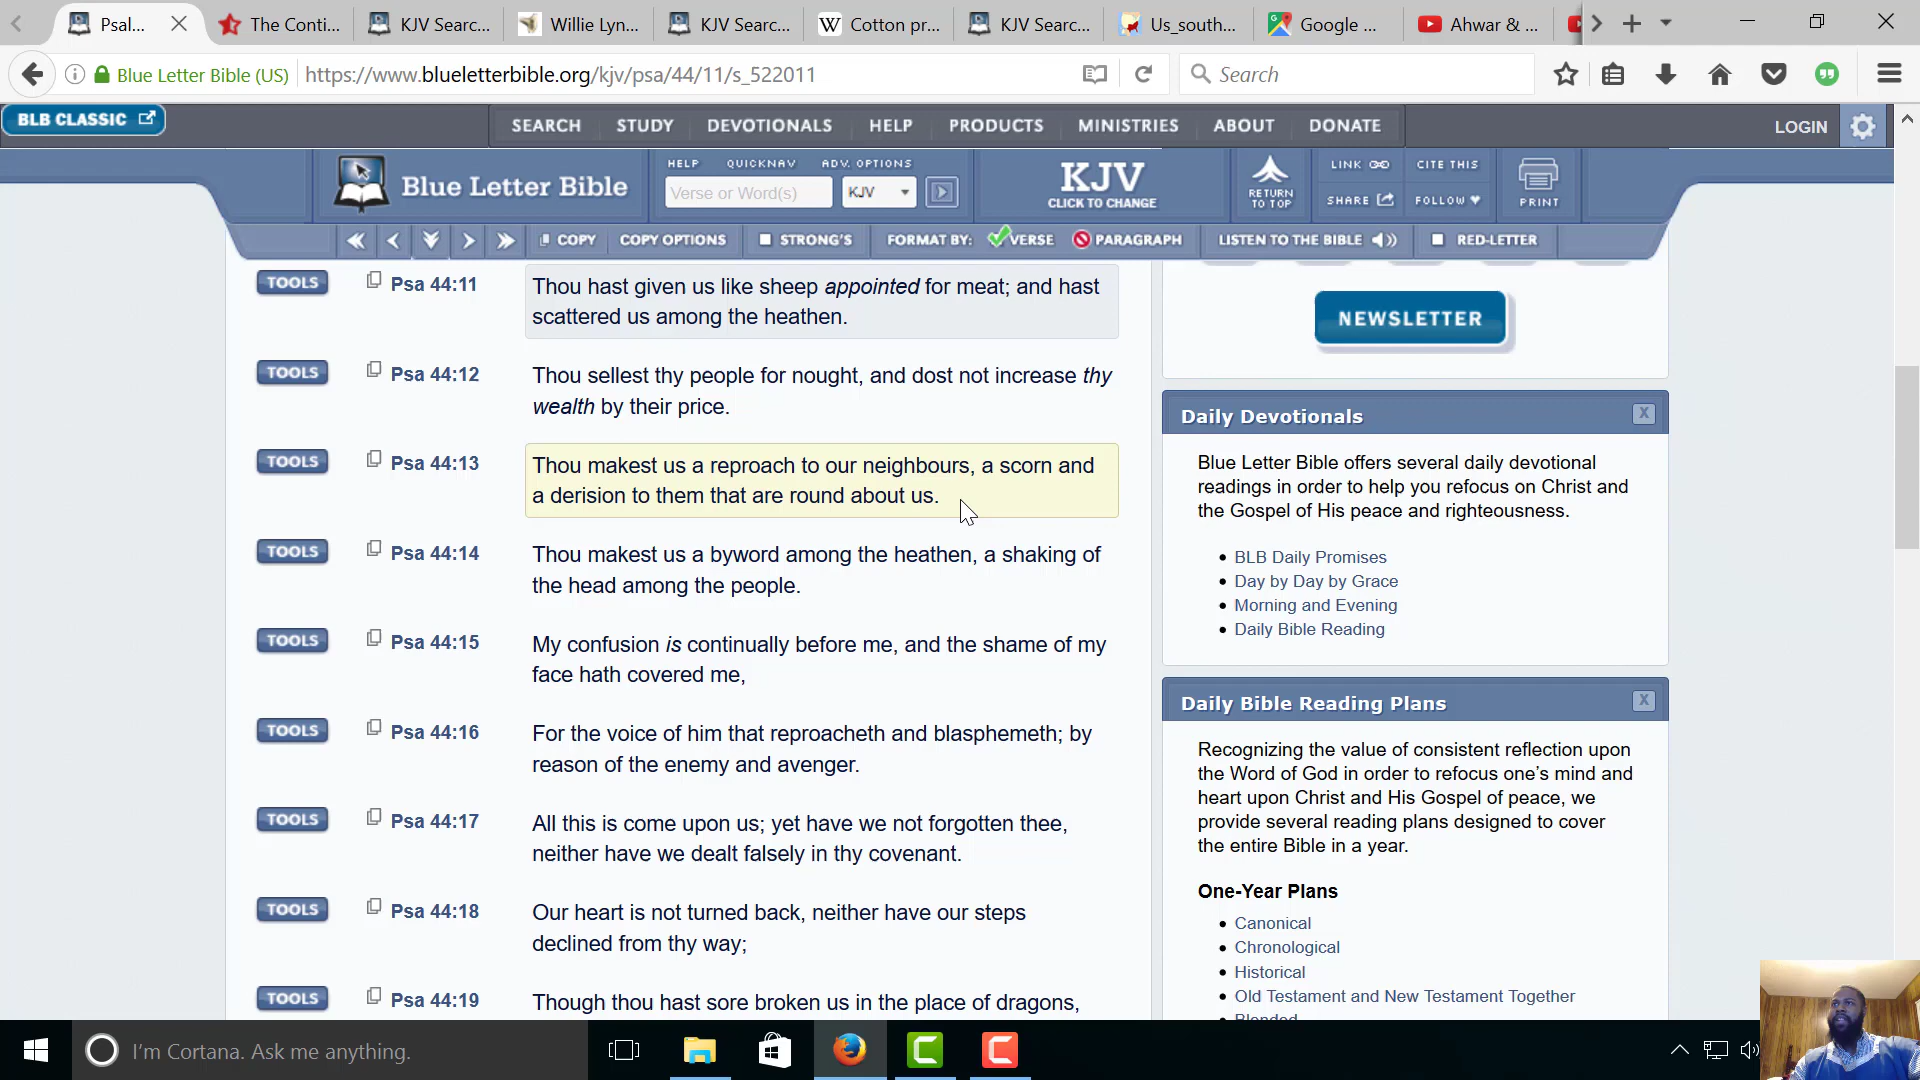 Psal...
The Conti...
KJV Searc...
Willie Lyn...
KJV Searc...
Cotton pr...
KJV Searc...
Us_south...
Google ...
Ahwar & ...
Blue Letter Bible (US)
https://www.blueletterbible.org/kjv/psa/44/11/s_522011
Search
BLB CLASSIC
SEARCH STUDY DEVOTIONALS HELP PRODUCTS MINISTRIES ABOUT DONATE
LOGIN
Blue Letter Bible
HELP QUICKNAV ADV. OPTIONS
Verse or Word(s)
KJV
KJV
CLICK TO CHANGE
RETURN
TO TOP
LINK
CITE THIS
SHARE
FOLLOW
PRINT
COPY COPY OPTIONS STRONG'S FORMAT BY: VERSE PARAGRAPH LISTEN TO THE BIBLE RED-LETTER
TOOLS Psa 44:11 Thou hast given us like sheep appointed for meat; and hast
scattered us among the heathen.
TOOLS Psa 44:12 Thou sellest thy people for nought, and dost not increase thy
wealth by their price.
TOOLS Psa 44:13 Thou makest us a reproach to our neighbours, a scorn and
a derision to them that are round about us.
TOOLS Psa 44:14 Thou makest us a byword among the heathen, a shaking of
the head among the people.
TOOLS Psa 44:15 My confusion is continually before me, and the shame of my
face hath covered me,
TOOLS Psa 44:16 For the voice of him that reproacheth and blasphemeth; by
reason of the enemy and avenger.
TOOLS Psa 44:17 All this is come upon us; yet have we not forgotten thee,
neither have we dealt falsely in thy covenant.
TOOLS Psa 44:18 Our heart is not turned back, neither have our steps
declined from thy way;
TOOLS Psa 44:19 Though thou hast sore broken us in the place of dragons,
NEWSLETTER
Daily Devotionals
X
Blue Letter Bible offers several daily devotional
readings in order to help you refocus on Christ and
the Gospel of His peace and righteousness.
BLB Daily Promises
Day by Day by Grace
Morning and Evening
Daily Bible Reading
Daily Bible Reading Plans
X
Recognizing the value of consistent reflection upon
the Word of God in order to refocus one's mind and
heart upon Christ and His Gospel of peace, we
provide several reading plans designed to cover
the entire Bible in a year.
One-Year Plans
Canonical
Chronological
Historical
Old Testament and New Testament Together
Blended
I'm Cortana. Ask me anything.